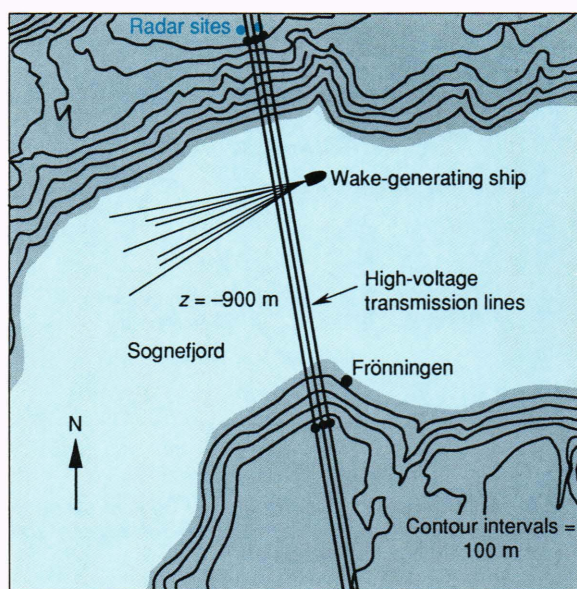 Radar sites
Wake-generating ship
High-voltage
transmission lines
z = –900 m
Sognefjord
Frönningen
N
Contour intervals =
100 m